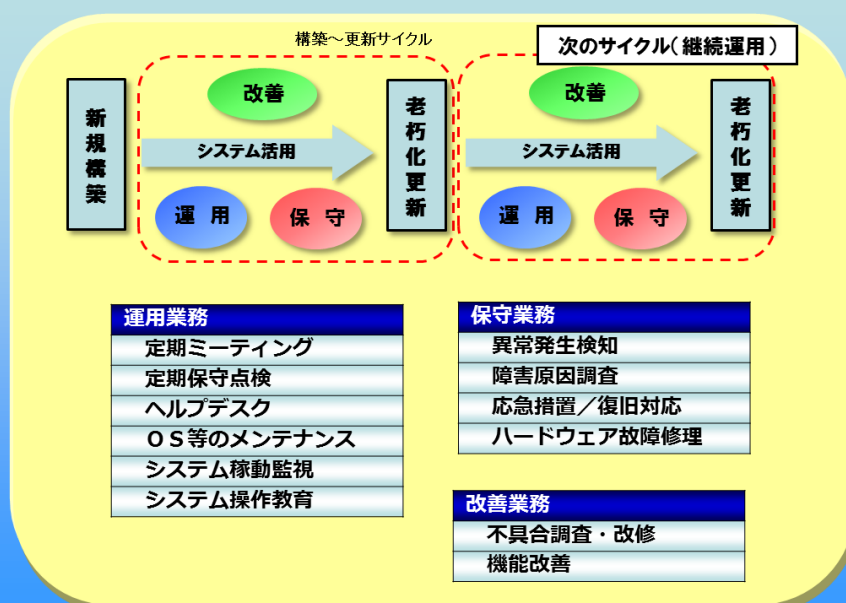 構築～更新サイクル
次のサイクル(継続運用)
新規構築
改善
システム活用
運 用
保 守
老朽化更新
改善
システム活用
運 用
保 守
老朽化更新
運用業務
定期ミーティング
定期保守点検
ヘルプデスク
ＯＳ等のメンテナンス
システム稼動監視
システム操作教育
保守業務
異常発生検知
障害原因調査
応急措置／復旧対応
ハードウェア故障修理
改善業務
不具合調査・改修
機能改善